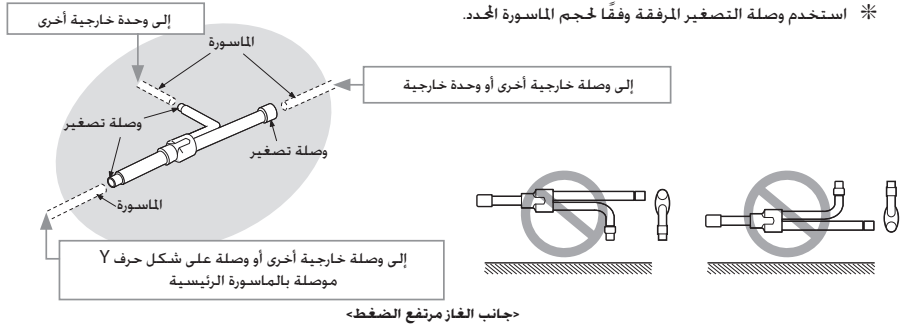 ❊ استخدم وصلة التصغير المرفقة وفقًا لحجم الماسورة المحدد.
إلى وحدة خارجية أخرى
الماسورة
إلى وصلة خارجية أخرى أو وحدة خارجية
وصلة تصغير
وصلة تصغير
الماسورة
إلى وصلة خارجية أخرى أو وصلة على شكل حرف Y
موصلة بالماسورة الرئيسية
<جانب الغاز مرتفع الضغط>